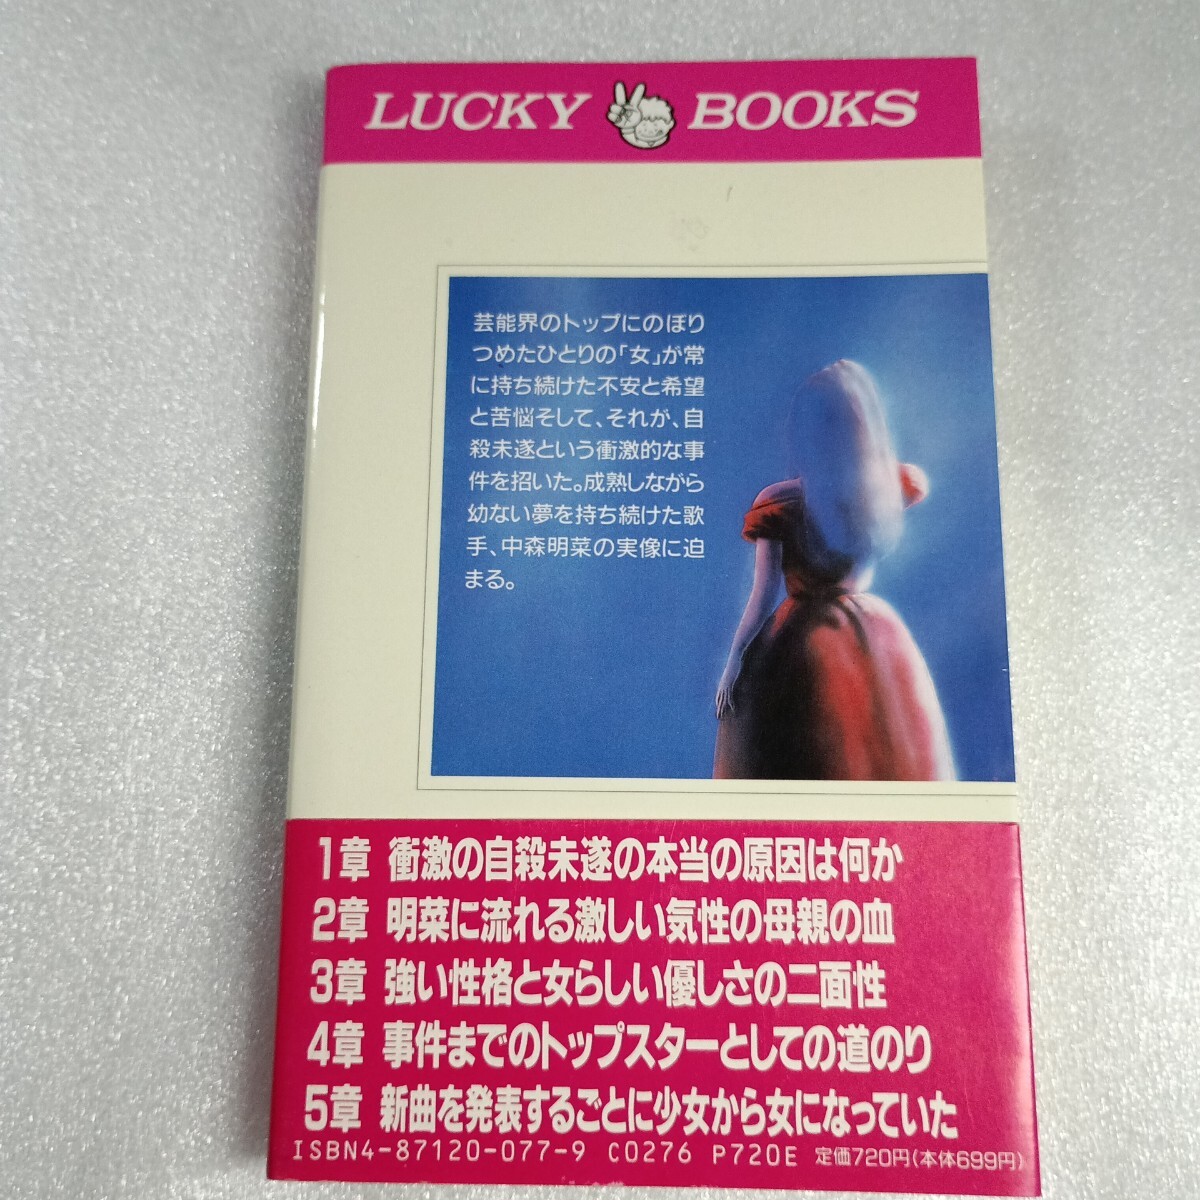 LUCKY BOOKS
芸能界のトップにのぼり
つめたひとりの「女」が常
に持ち続けた不安と希望
と苦悩そして、それが、自
殺未遂という衝激的な事
件を招いた。成熟しながら
幼ない夢を持ち続けた歌
手、中森明菜の実像に迫
まる。
1章 衝激の自殺未遂の本当の原因は何か
2章 明菜に流れる激しい気性の母親の血
3章 強い性格と女らしい優しさの二面性
4章 事件までのトップスターとしての道のり
5章 新曲を発表するごとに少女から女になっていた
ISBN4-87120-077-9 C0276 P720E 定価720円(本体699円)